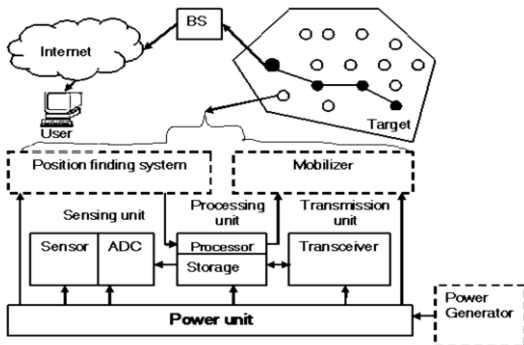 BS
Internet
User
Target
Position finding system
Mobilizer
Sensing unit
Processing unit
Transmission unit
Sensor
ADC
Processor
Storage
Transceiver
Power unit
Power Generator